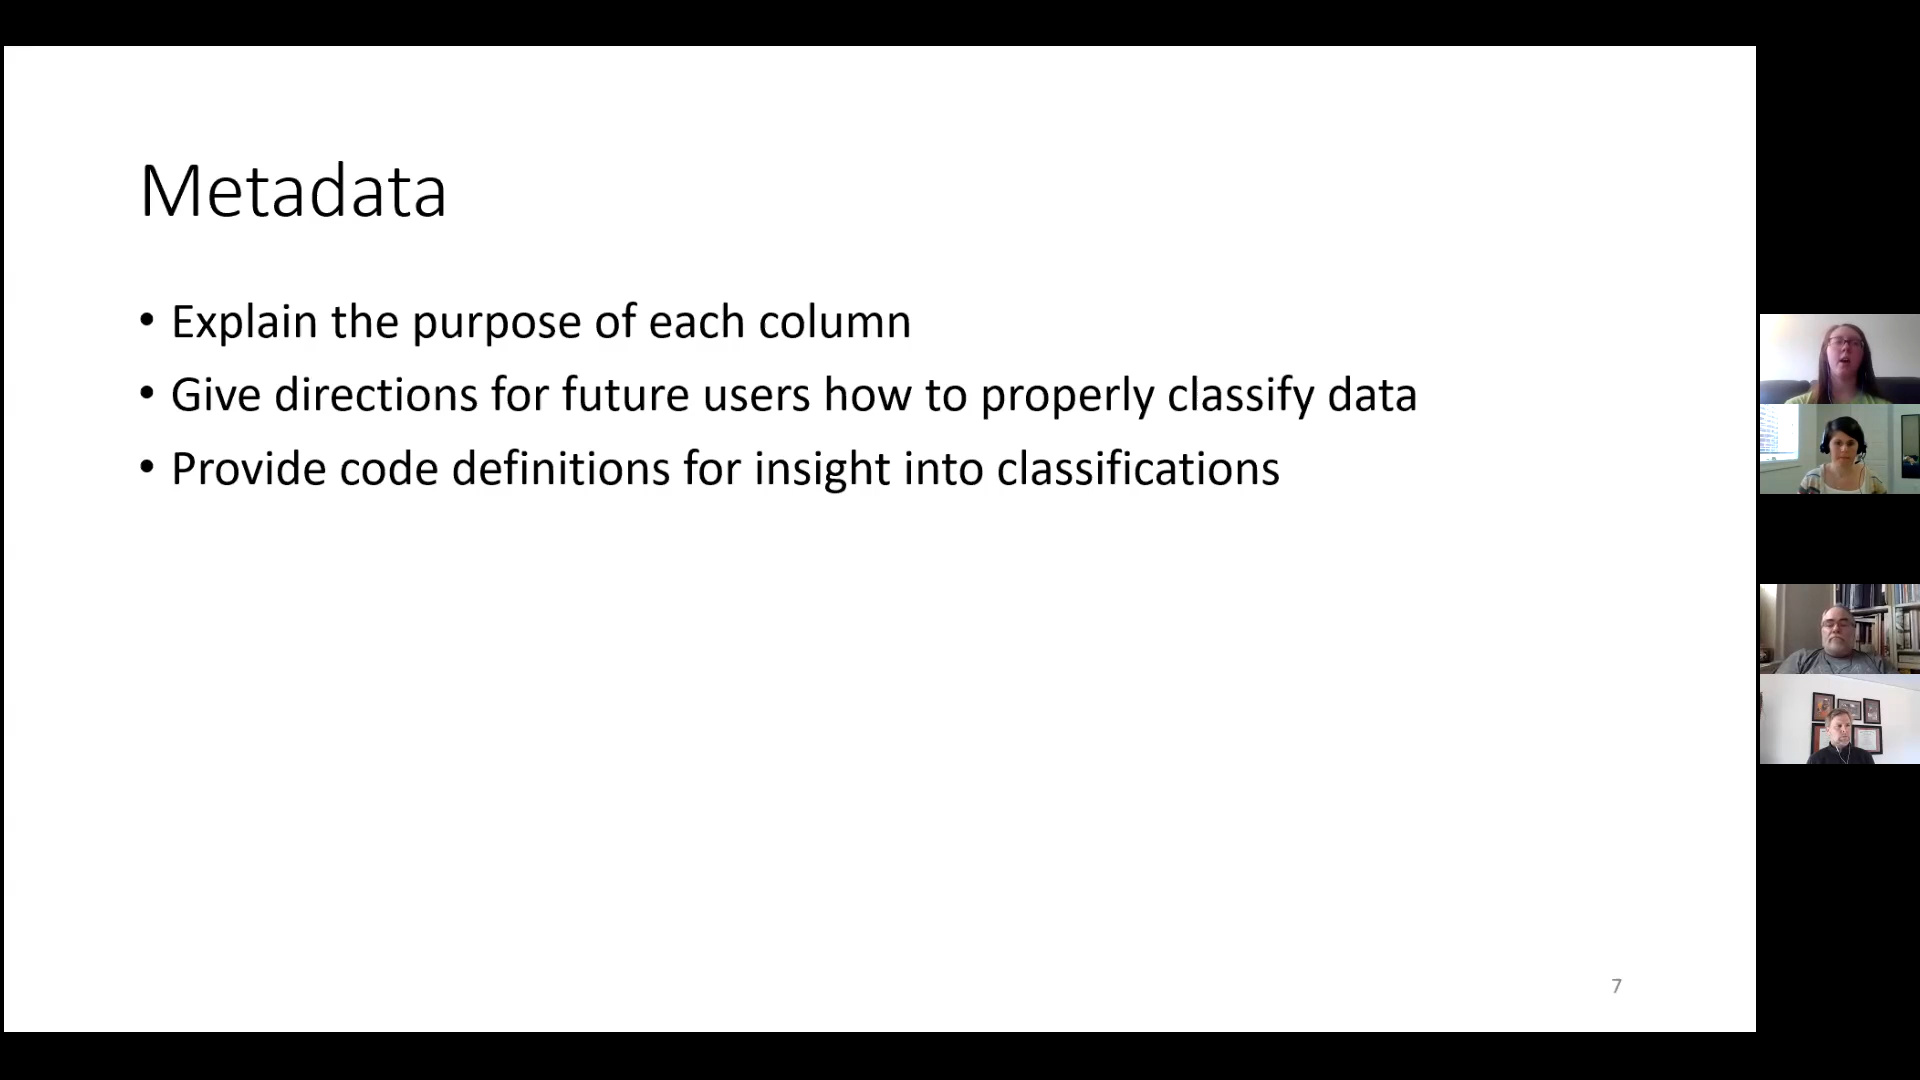 Metadata
• Explain the purpose of each column
• Give directions for future users how to properly classify data
• Provide code definitions for insight into classifications
7